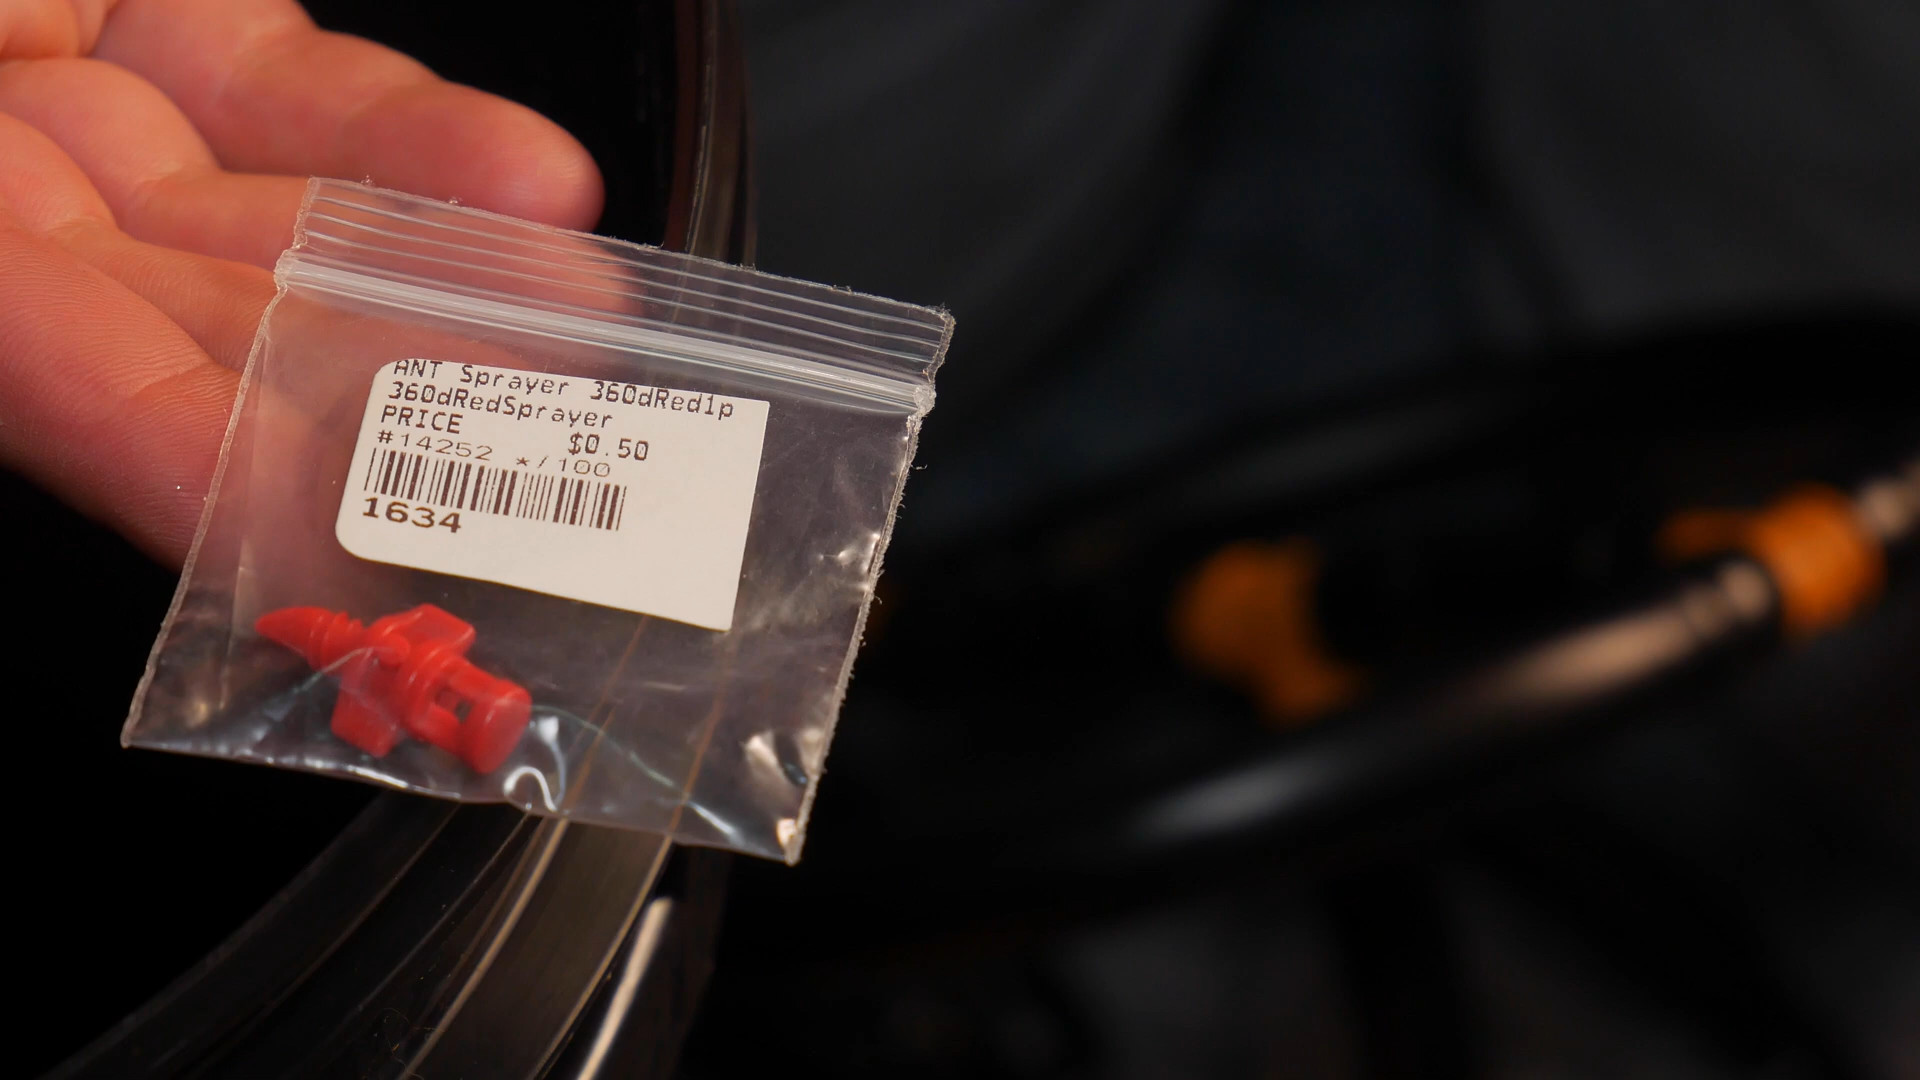 ANT Sprayer 360dRed1p
360dRedSprayer
PRICE
$0.50
#14252 */100
1634